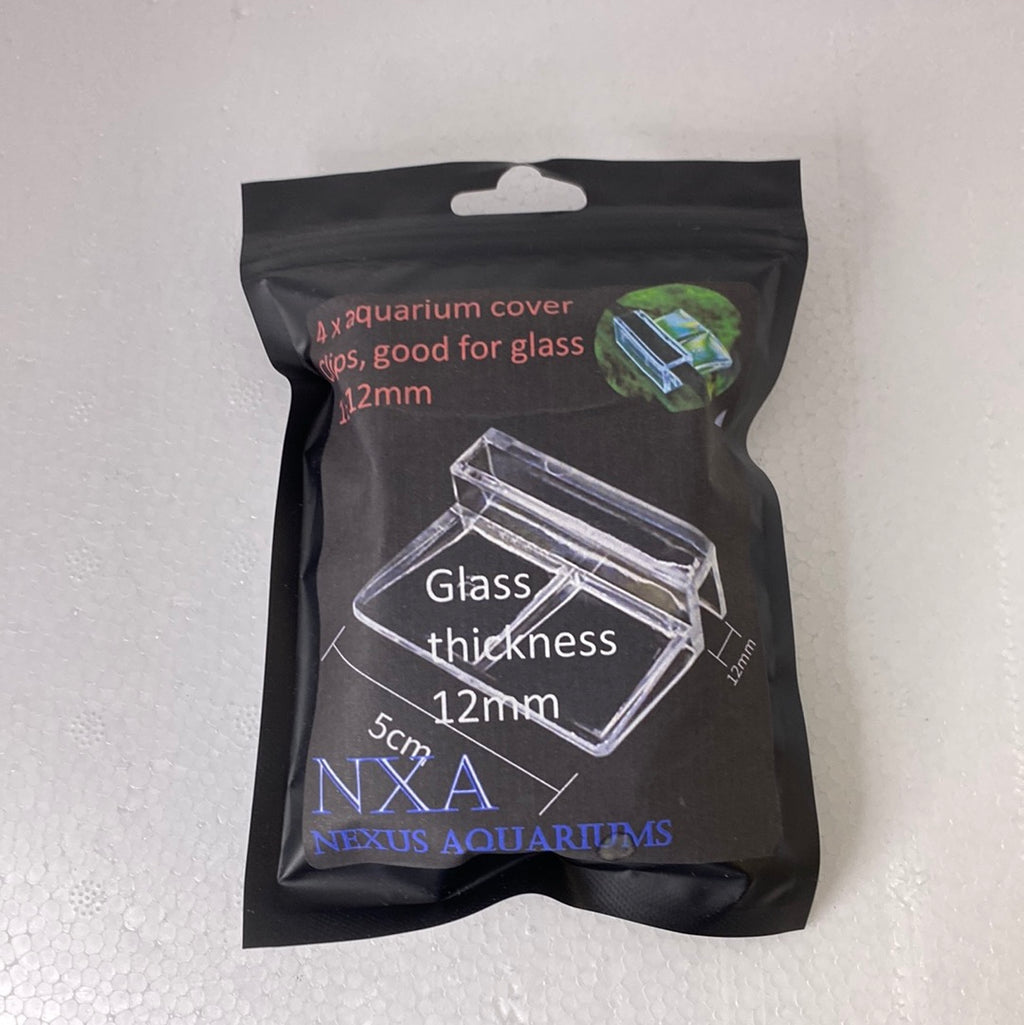 4 x aquarium cover
clips, good for glass
12mm
Glass
thickness
12mm
12mm
5cm
NXA
NEXUS AQUARIUMS